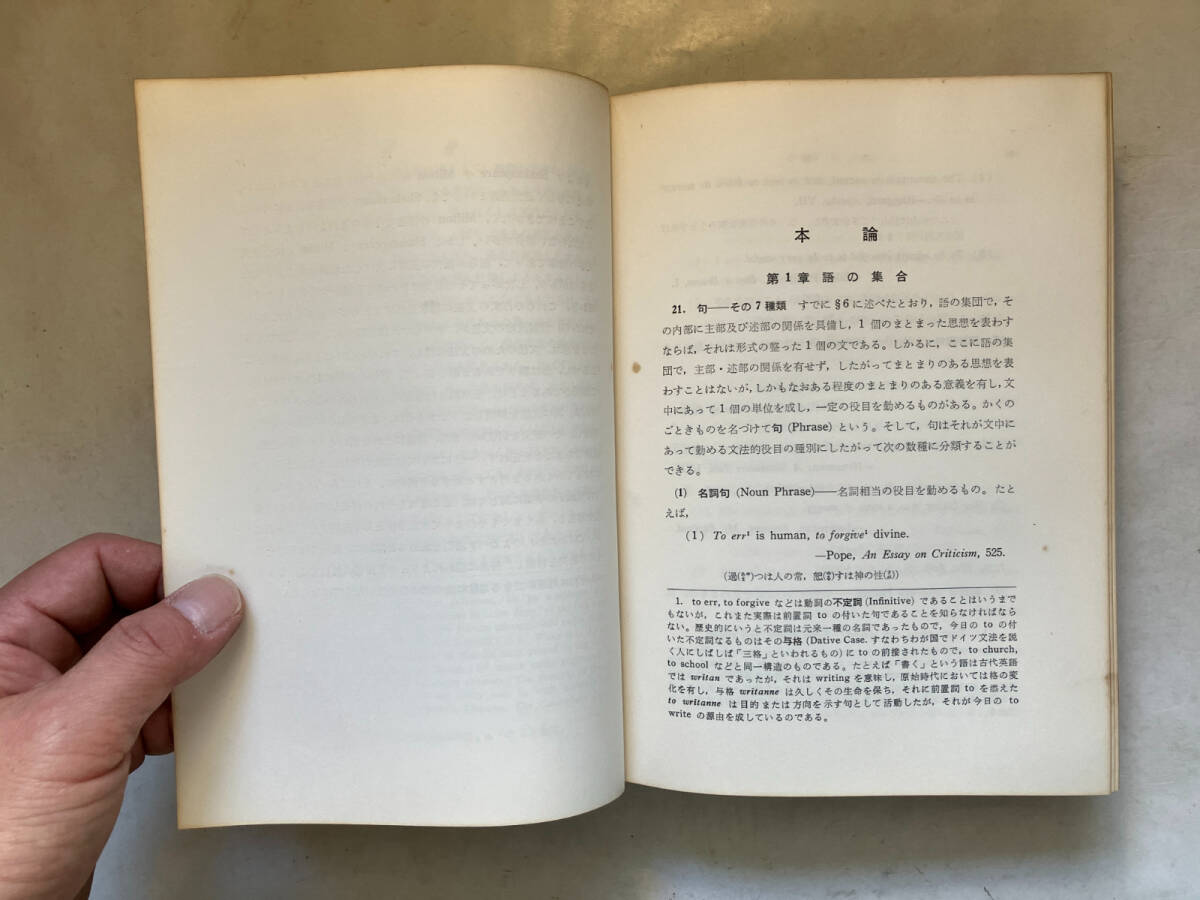 本論
第1章 語の集合
21. 句——その7種類 すでに§6に述べたとおり，語の集団で，そ
の内部に主部及び述部の関係を具備し，1個のまとまった思想を表わす
ならば，それは形式の整った1個の文である。しかるに，ここに語の集
団で，主部・述部の関係を有せず，したがってまとまりのある思想を表
わすことはないが，しかもなおある程度のまとまりのある意義を有し，文
中にあって1個の単位を成し，一定の役目を勤めるものがある。かくの
ごときものを名づけて句 (Phrase) という。そして，句はそれが文中に
あって勤める文法的役目の種別にしたがって次の数種に分類することが
できる。
(1) 名詞句 (Noun Phrase)——名詞相当の役目を勤めるもの。たと
えば，
(1) To err¹ is human, to forgive¹ divine.
—Pope, An Essay on Criticism, 525.
つは人の常，すは神の性
1. to err, to forgive などは動詞の不定詞 (Infinitive) であることはいうまで
もないが，これまた実際は前置詞 to の付いた句であることを知らなければなら
ない。歴史的にいうと不定詞は元来一種の名詞であったもので，今日の to の付
いた不定詞なるものはその与格 (Dative Case. すなわちわが国でドイツ文法を説
く人にしばしば「三格」といわれるもの) に to の前接されたもので，to church,
to school などと同一構造のものである。たとえば「書く」という語は古代英語
では writan であったが，それは writing を意味し，原始時代においては格の変
化を有し，与格 writanne は久しくその生命を保ち，それに前置詞 to を添えた
to writanne は目的または方向を示す句として活動したが，それが今日の to
write の源由を成しているのである。